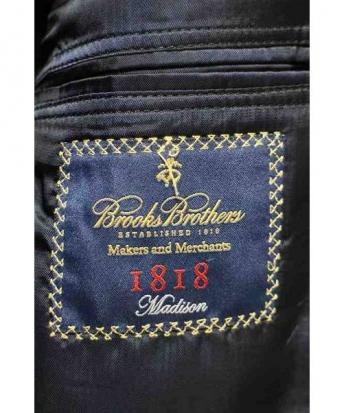 Brooks Brothers
ESTABLISHED 1818
Makers and Merchants
1818
Madison